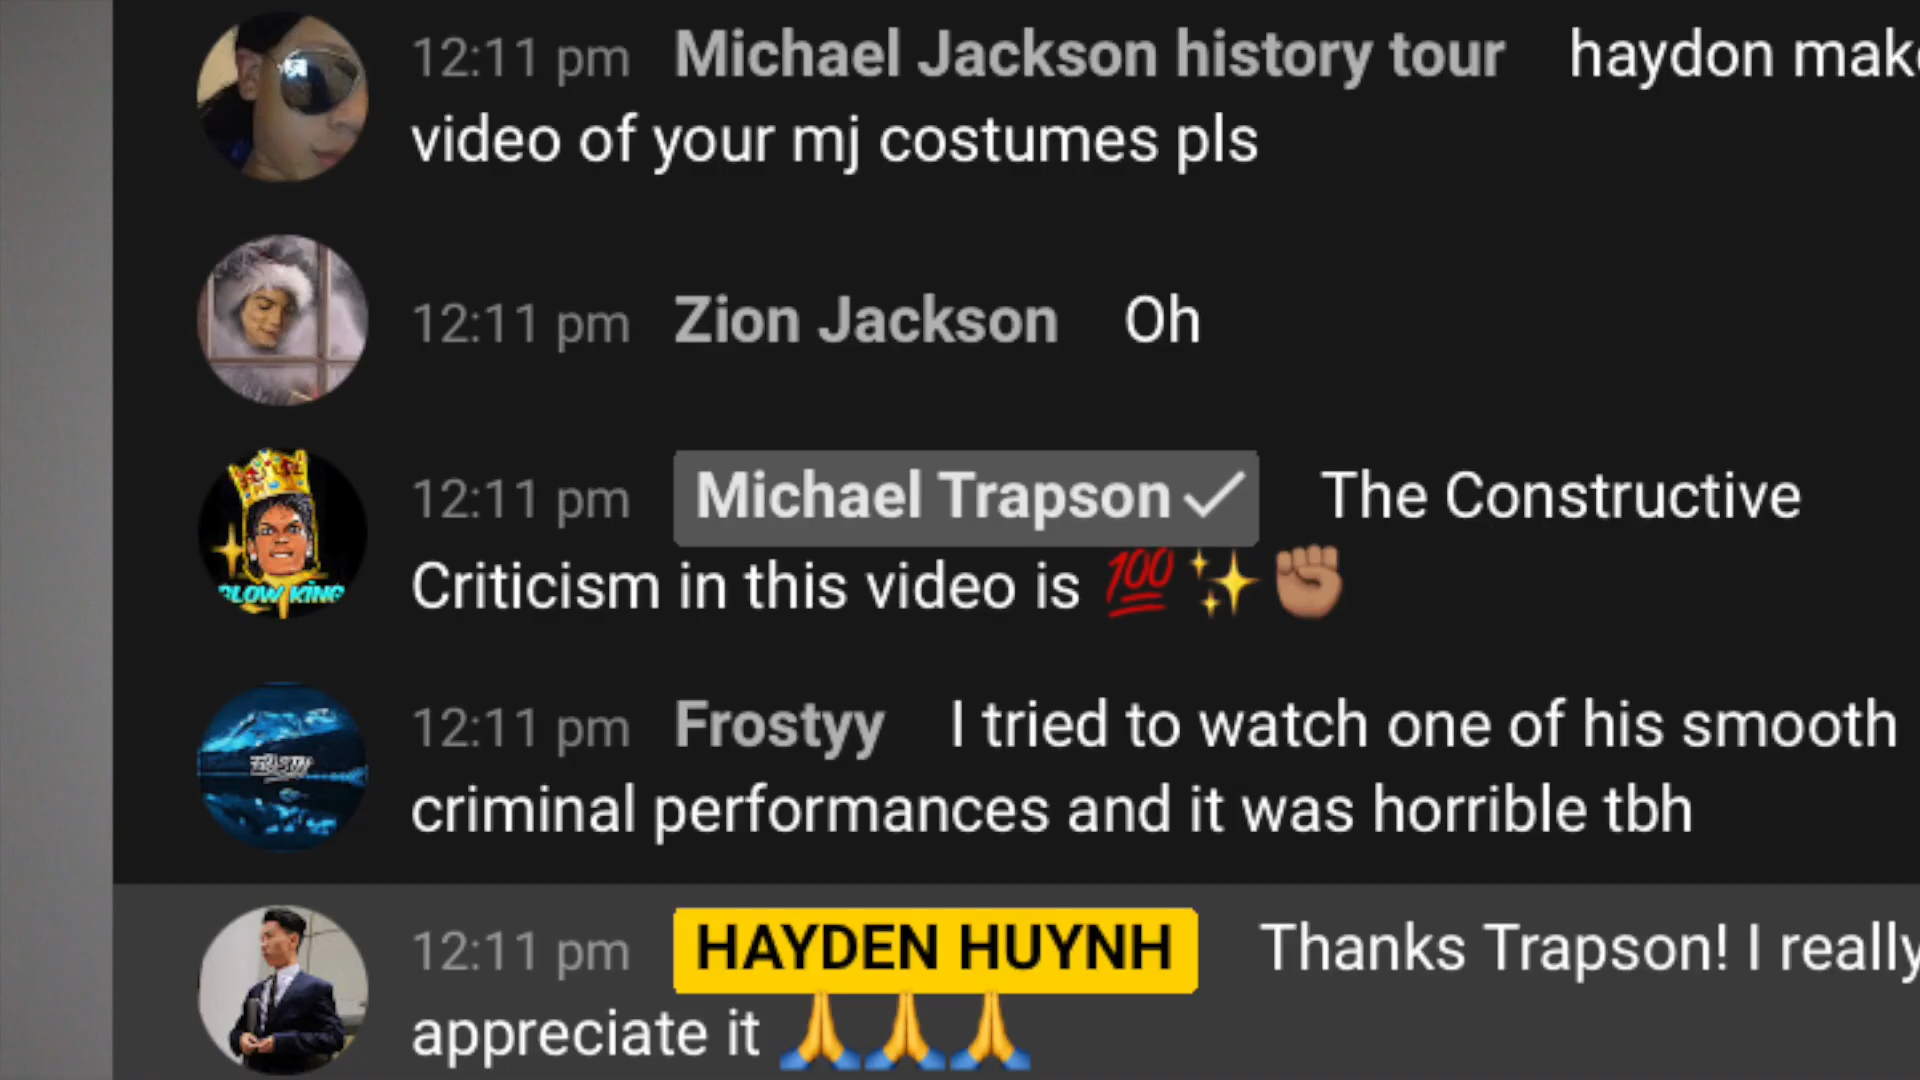 12:11 pm Michael Jackson history tour haydon make
video of your mj costumes pls
12:11 pm Zion Jackson Oh
12:11 pm Michael Trapson The Constructive
Criticism in this video is 💯✨✊🏽
12:11 pm Frostyy I tried to watch one of his smooth
criminal performances and it was horrible tbh
12:11 pm HAYDEN HUYNH Thanks Trapson! I really
appreciate it 🙏🙏🙏